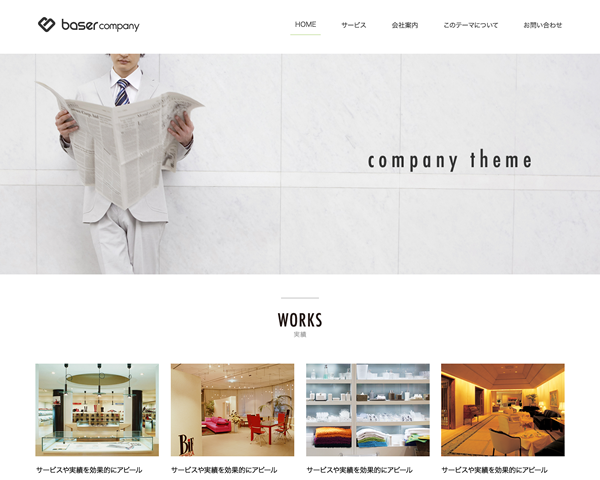 baser company
HOME サービス 会社案内 このテーマについて お問い合わせ
company theme
WORKS
実績
サービスや実績を効果的にアピール サービスや実績を効果的にアピール サービスや実績を効果的にアピール サービスや実績を効果的にアピール